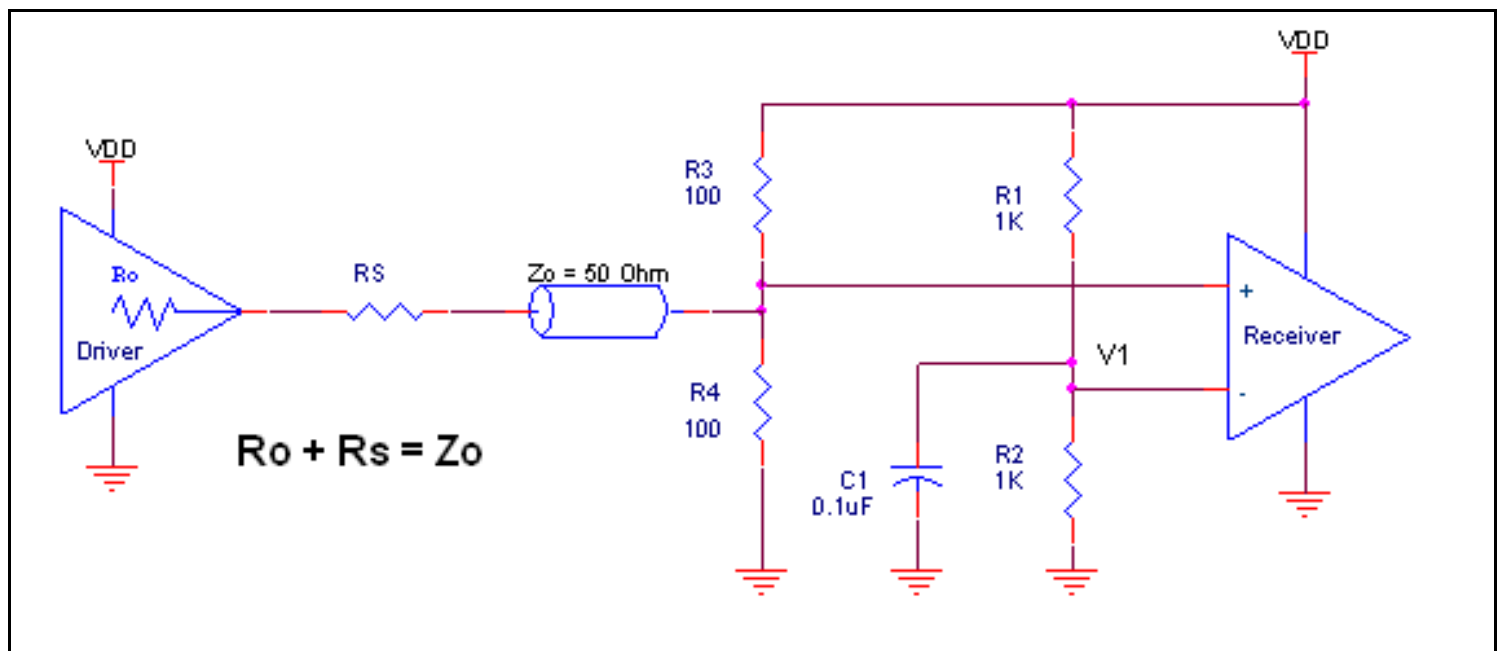 VDD
VDD
R3
100
R1
1K
Ro
RS
Zo = 50 Ohm
+
Driver
Receiver
V1
-
R4
100
Ro + Rs = Zo
C1
0.1uF
R2
1K